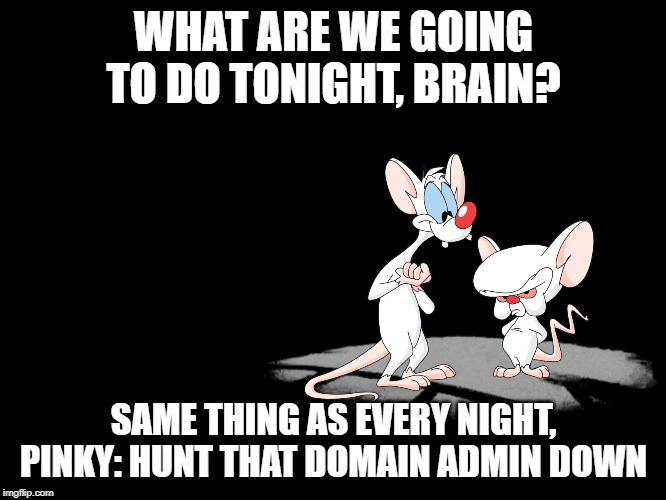 WHAT ARE WE GOING
TO DO TONIGHT, BRAIN?
SAME THING AS EVERY NIGHT,
PINKY: HUNT THAT DOMAIN ADMIN DOWN
imgflip.com